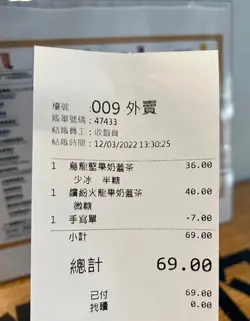 檯號 :009 外賣
賬單號碼:47433
結帳員工:收銀員
結帳時間:12/03/2022 13:30:25
1 烏龍堅果奶蓋茶 36.00
少冰 半糖
1 繽紛火龍果奶蓋茶 40.00
微糖
1 手寫單 -7.00
小計 69.00
總計 69.00
已付 69.00
找贖 0.00